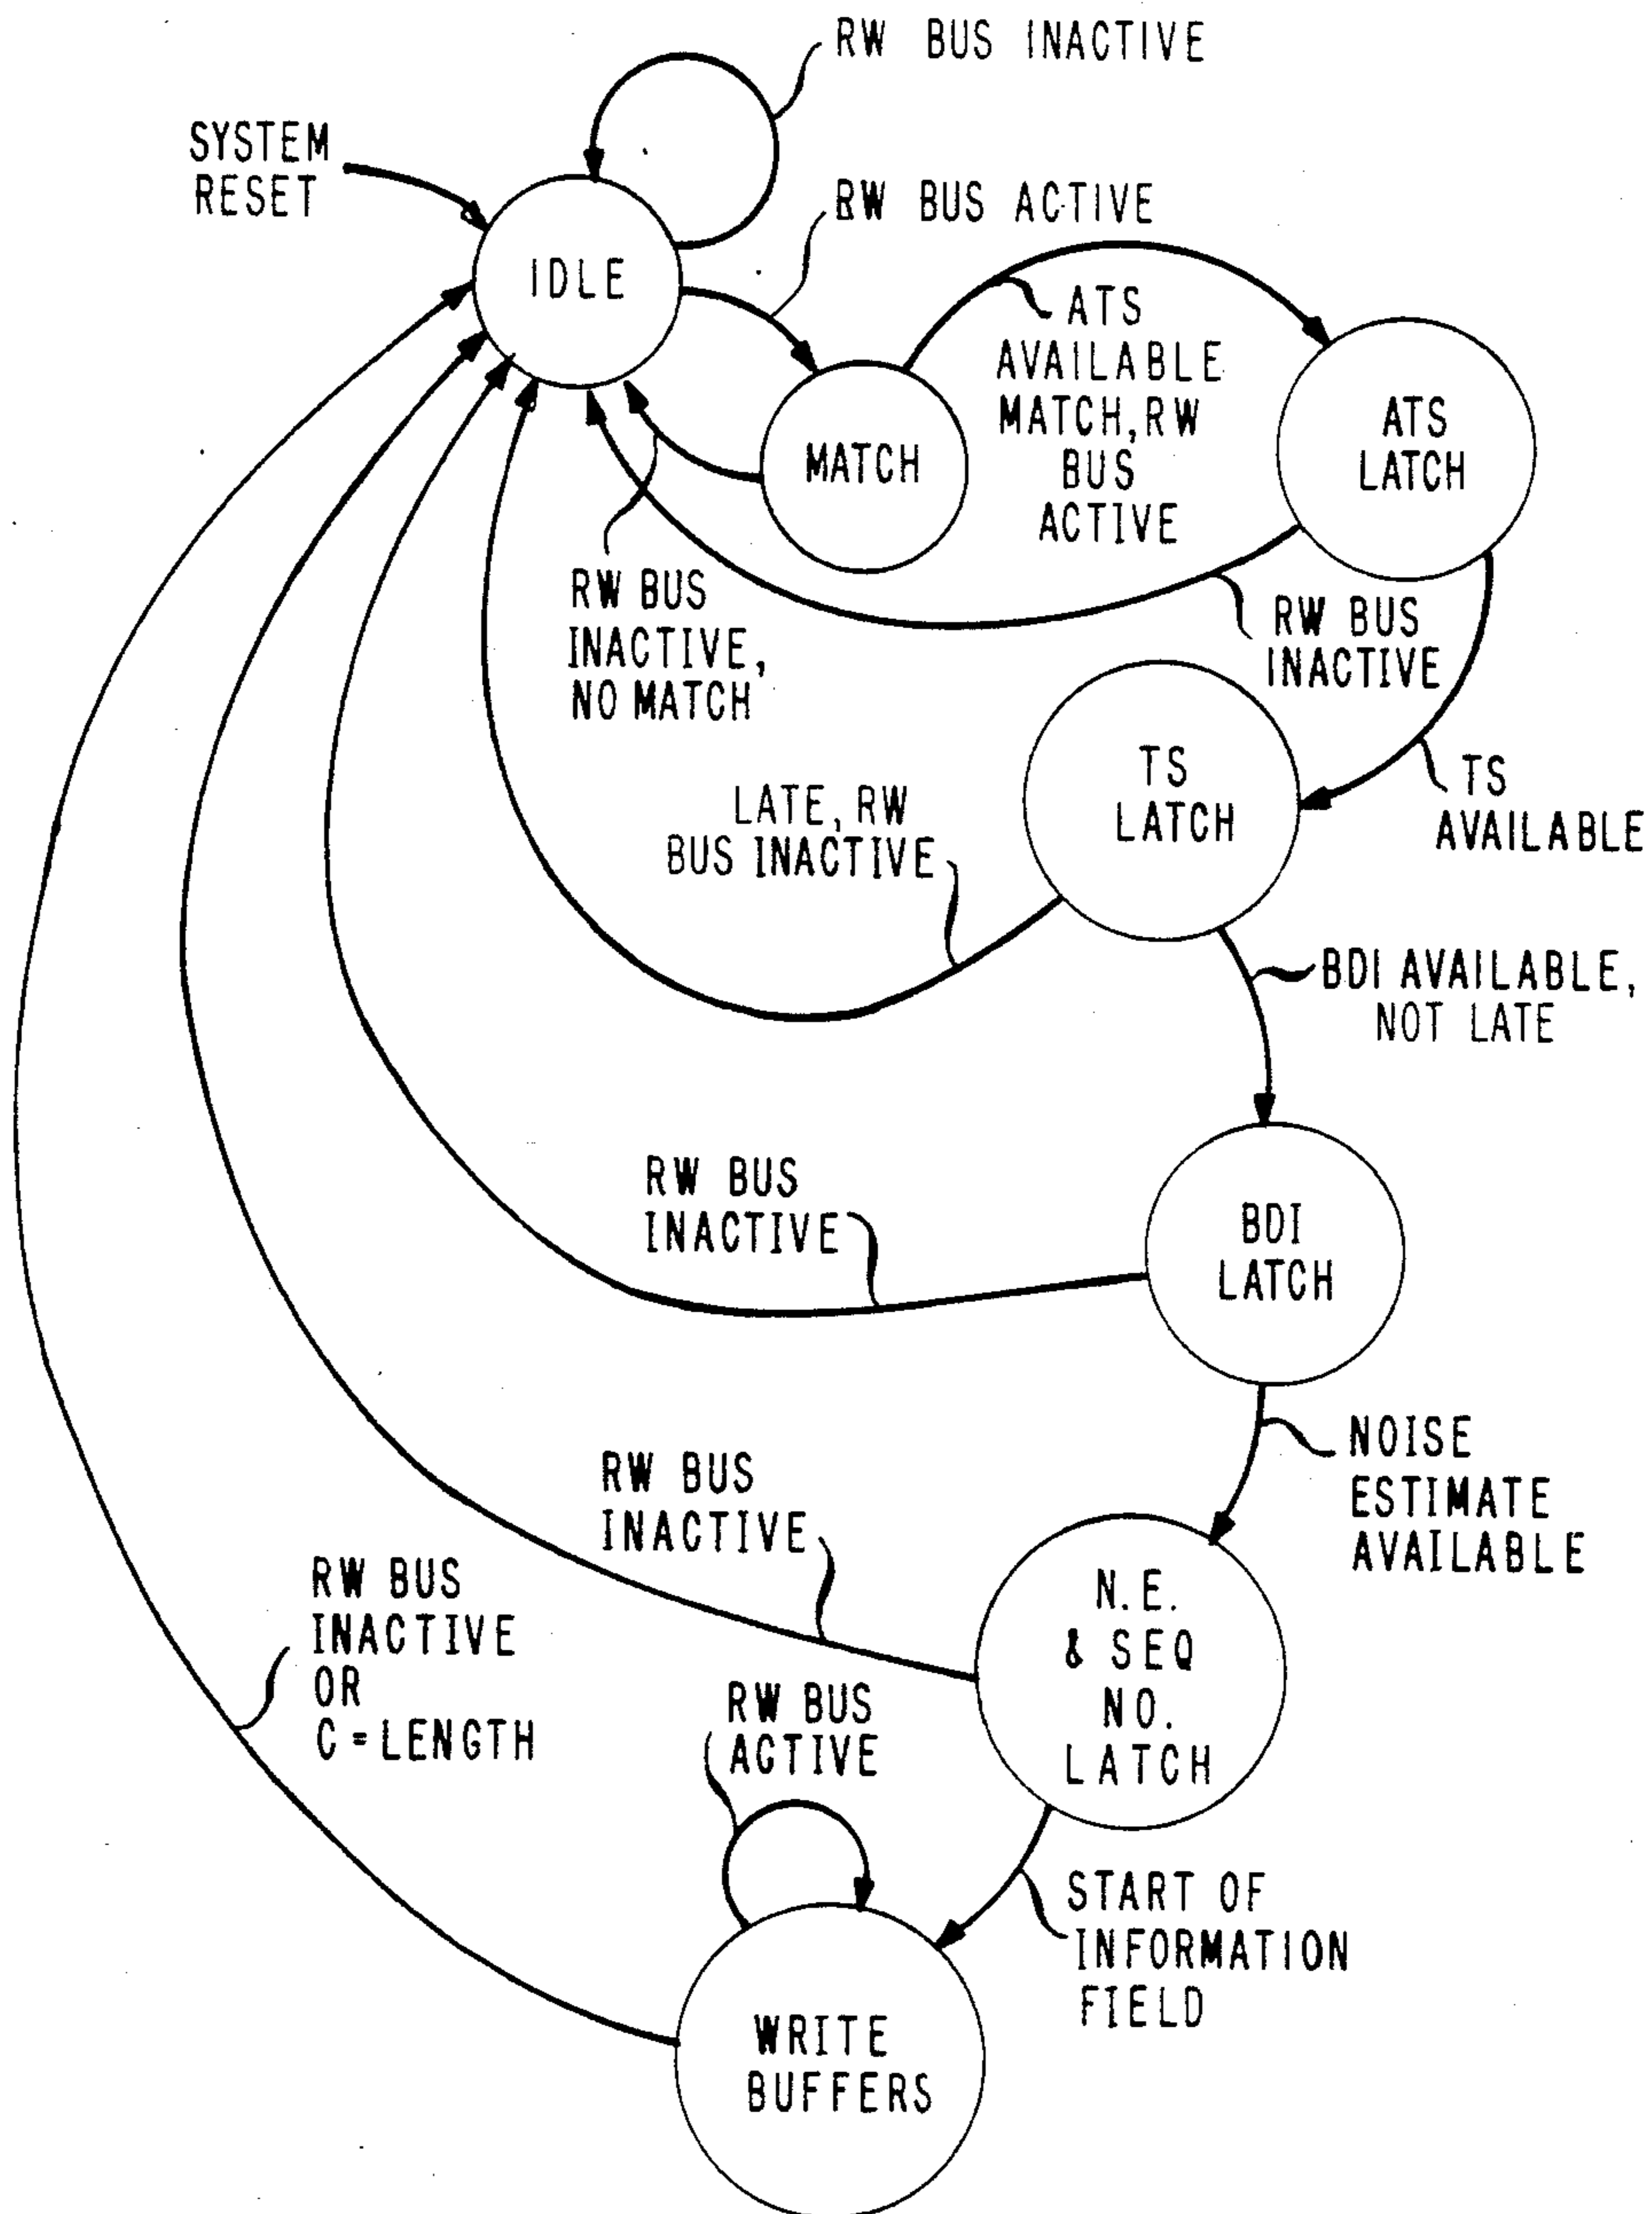 RW BUS INACTIVE
SYSTEM
RESET
RW BUS ACTIVE
IDLE
ATS
AVAILABLE
MATCH, RW
BUS
ACTIVE
MATCH
ATS
LATCH
RW BUS
INACTIVE,
NO MATCH
RW BUS
INACTIVE
TS
LATCH
TS
AVAILABLE
LATE, RW
BUS INACTIVE
BDI AVAILABLE,
NOT LATE
RW BUS
INACTIVE
BDI
LATCH
NOISE
ESTIMATE
AVAILABLE
RW BUS
INACTIVE
N.E.
& SEQ
NO.
LATCH
RW BUS
INACTIVE
OR
C = LENGTH
RW BUS
ACTIVE
START OF
INFORMATION
FIELD
WRITE
BUFFERS